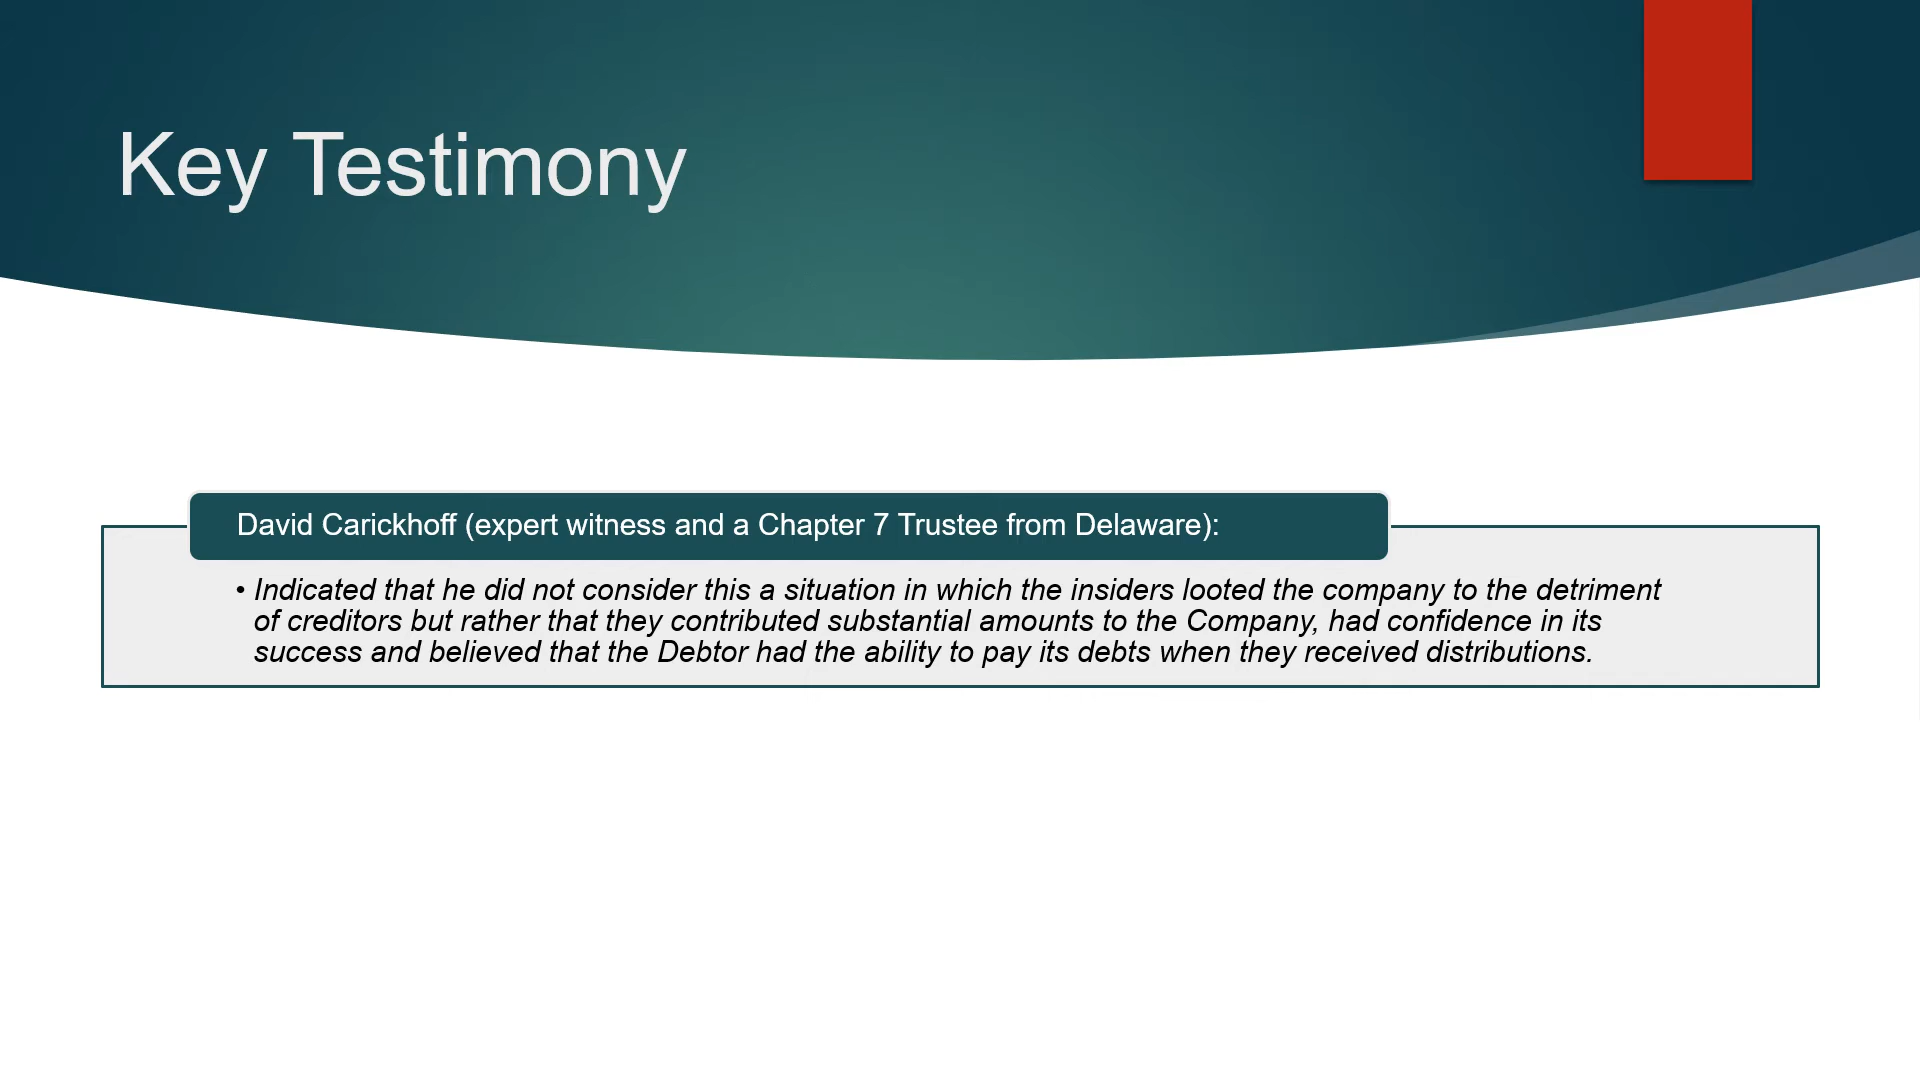 Key Testimony
David Carickhoff (expert witness and a Chapter 7 Trustee from Delaware):
• Indicated that he did not consider this a situation in which the insiders looted the company to the detriment
of creditors but rather that they contributed substantial amounts to the Company, had confidence in its
success and believed that the Debtor had the ability to pay its debts when they received distributions.